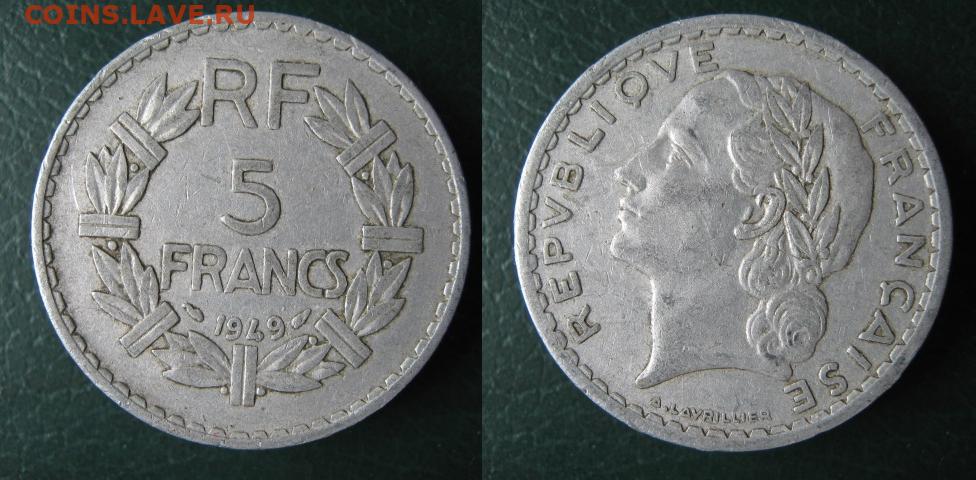 COINS.LAVE.RU
RF
5
FRANCS
1949
REPVBLIQVE FRANÇAISE
A.LAVRILLIER